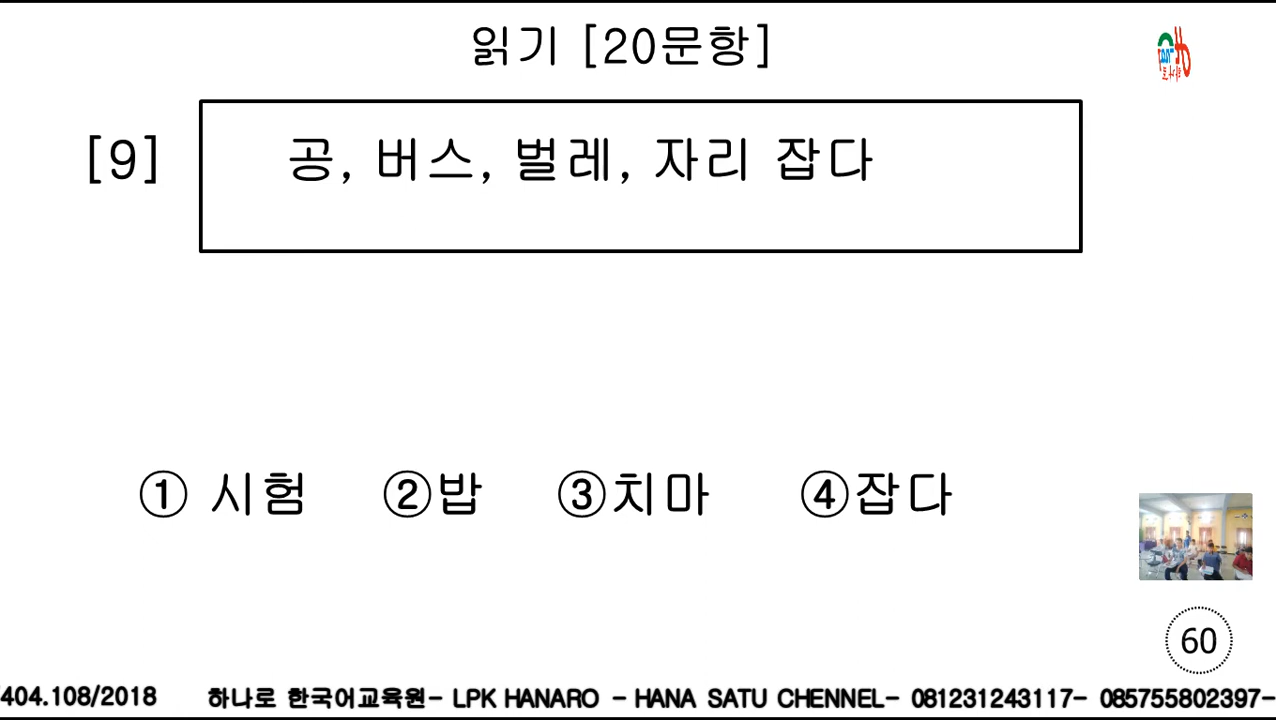 읽기 [20문항]
[9] 공, 버스, 벌레, 자리 잡다
① 시험 ②밥 ③치마 ④잡다
60
404.108/2018 하나로 한국어교육원- LPK HANARO - HANA SATU CHENNEL- 081231243117- 085755802397-